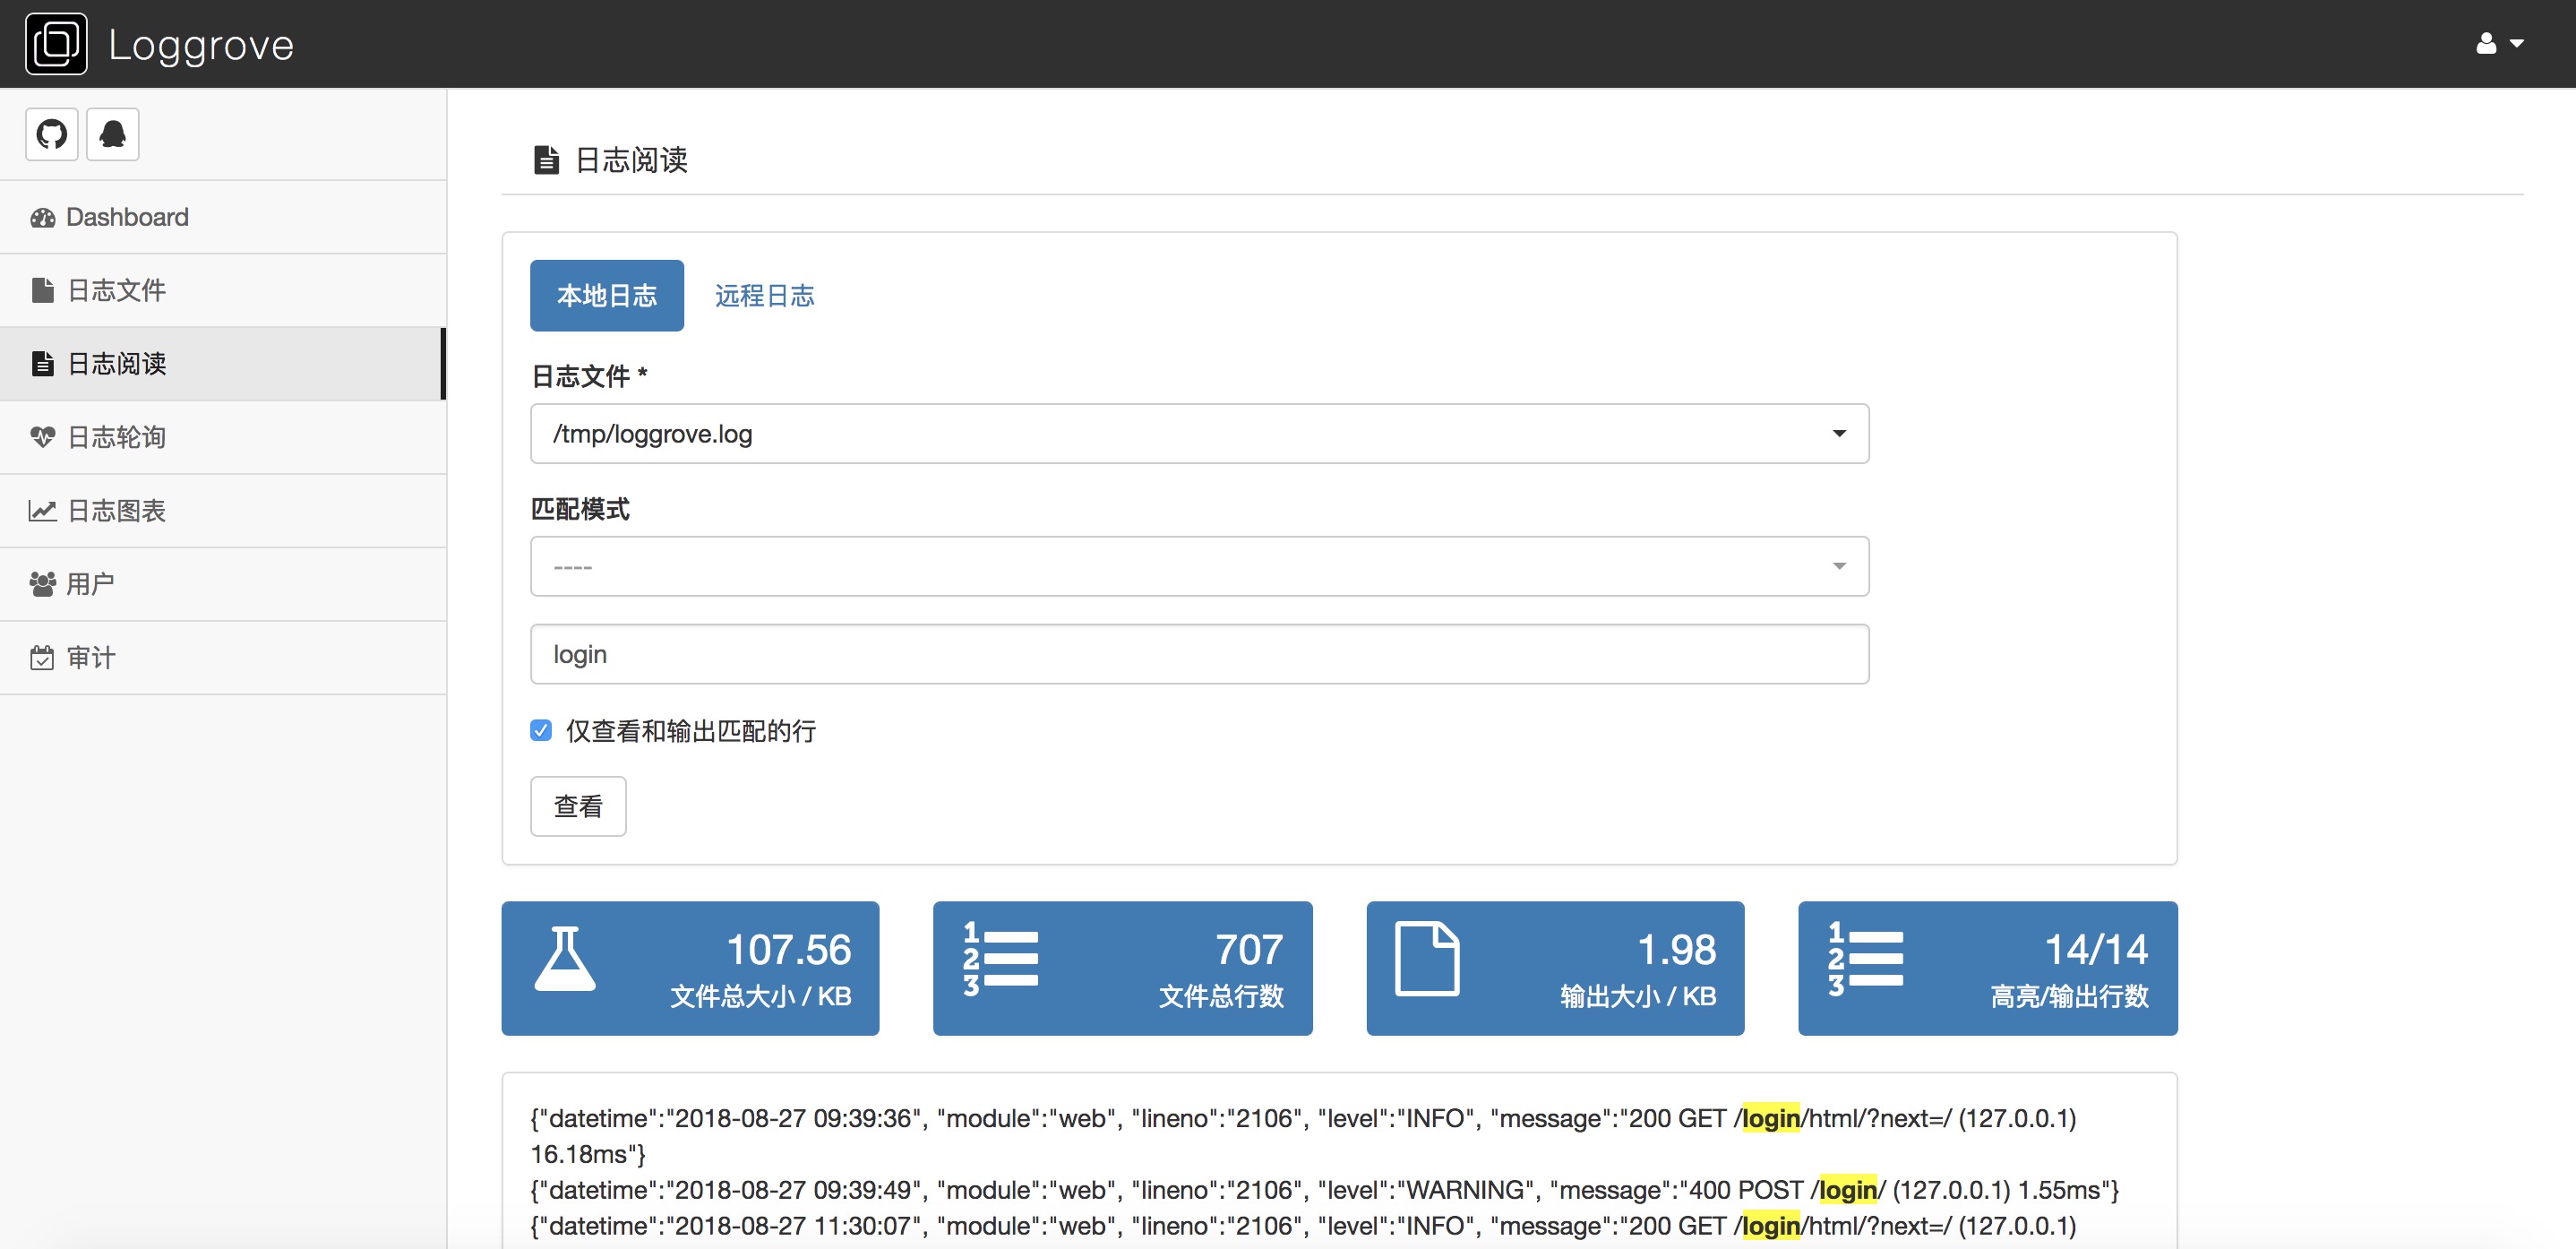 Loggrove
Dashboard
日志文件
日志阅读
日志轮询
日志图表
用户
审计
日志阅读
本地日志 远程日志
日志文件 *
/tmp/loggrove.log
匹配模式
----
login
仅查看和输出匹配的行
查看
107.56
文件总大小 / KB
707
文件总行数
1.98
输出大小 / KB
14/14
高亮/输出行数
{"datetime":"2018-08-27 09:39:36", "module":"web", "lineno":"2106", "level":"INFO", "message":"200 GET /login/html/?next=/ (127.0.0.1)
16.18ms"}
{"datetime":"2018-08-27 09:39:49", "module":"web", "lineno":"2106", "level":"WARNING", "message":"400 POST /login/ (127.0.0.1) 1.55ms"}
{"datetime":"2018-08-27 11:30:07", "module":"web", "lineno":"2106", "level":"INFO", "message":"200 GET /login/html/?next=/ (127.0.0.1)